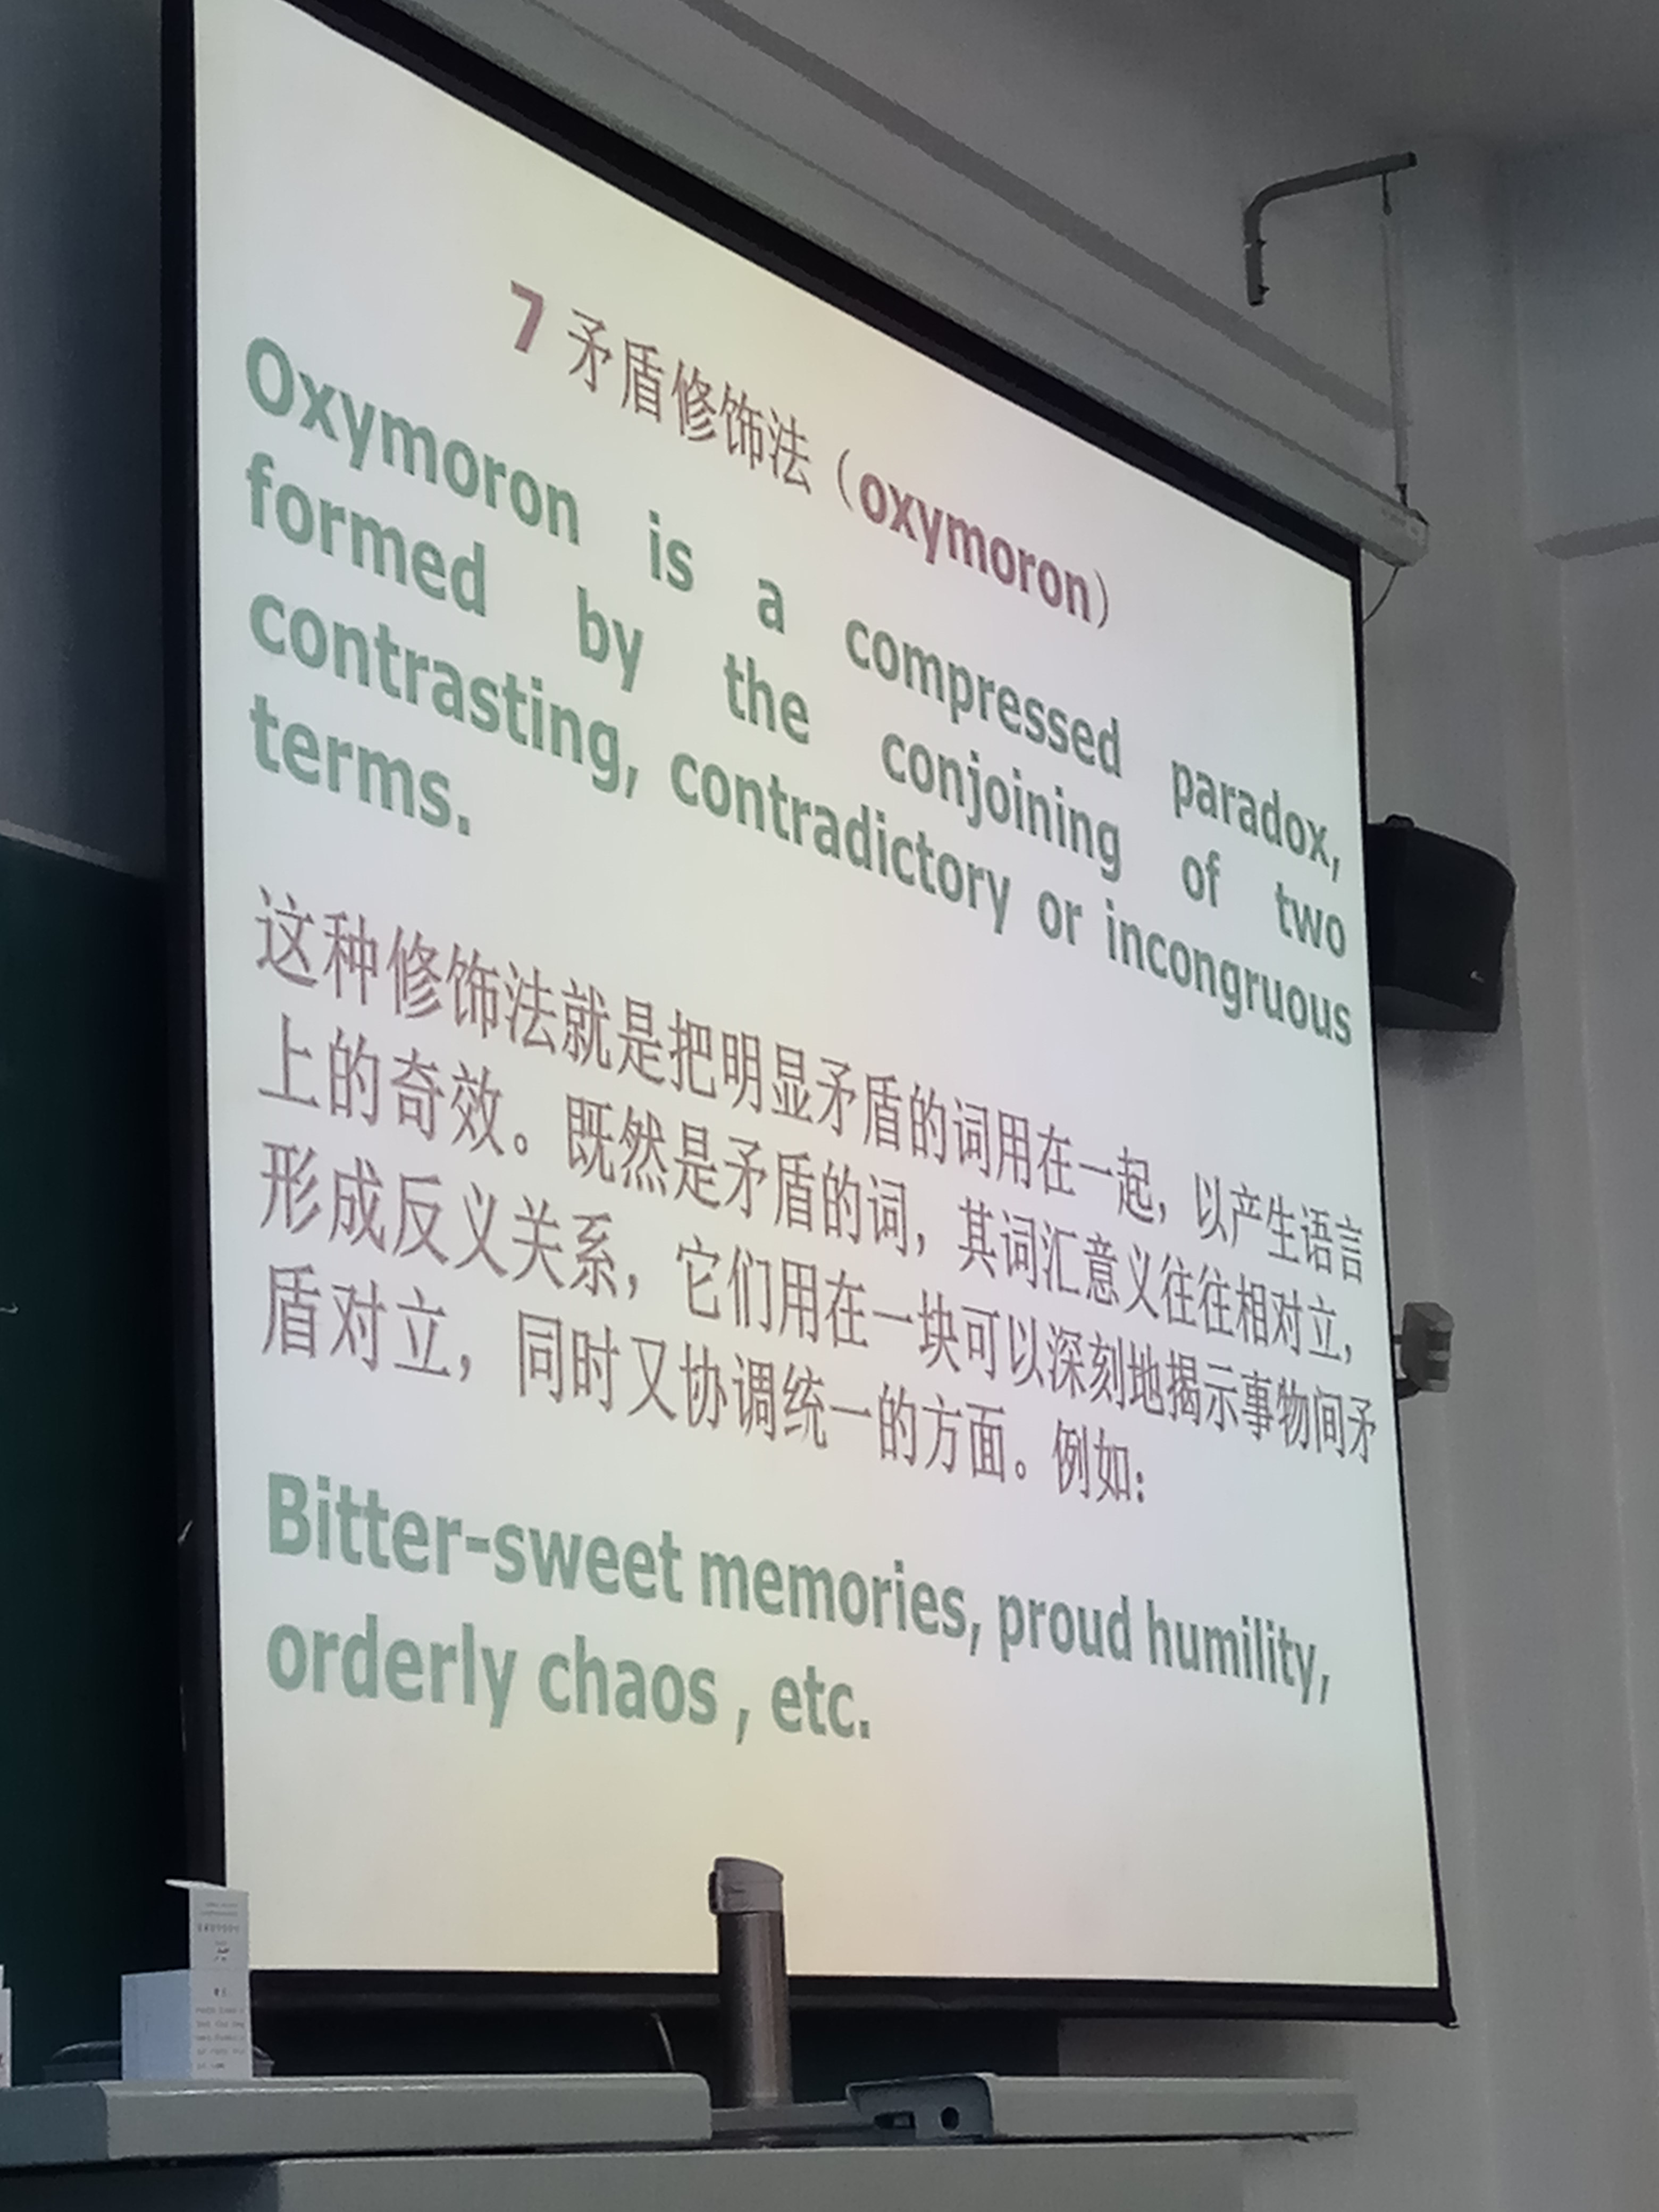 7 矛盾修饰法（oxymoron）
Oxymoron is a compressed paradox,
formed by the conjoining of two
contrasting, contradictory or incongruous
terms.
这种修饰法就是把明显矛盾的词用在一起，以产生语言
上的奇效。既然是矛盾的词，其词汇意义往往相对立，
形成反义关系，它们用在一块可以深刻地揭示事物间矛
盾对立，同时又协调统一的方面。例如：
Bitter-sweet memories, proud humility,
orderly chaos , etc.